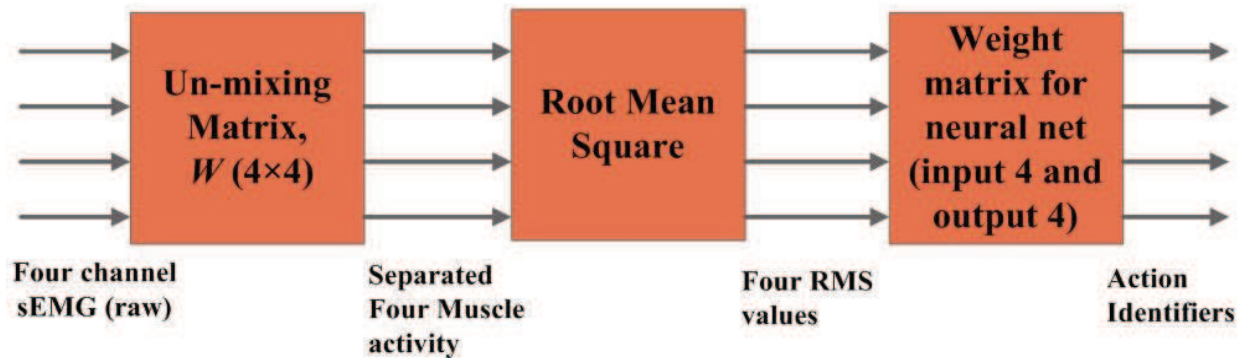 Un-mixing
Matrix,
W (4×4)
Root Mean
Square
Weight
matrix for
neural net
(input 4 and
output 4)
Four channel
sEMG (raw)
Separated
Four Muscle
activity
Four RMS
values
Action
Identifiers